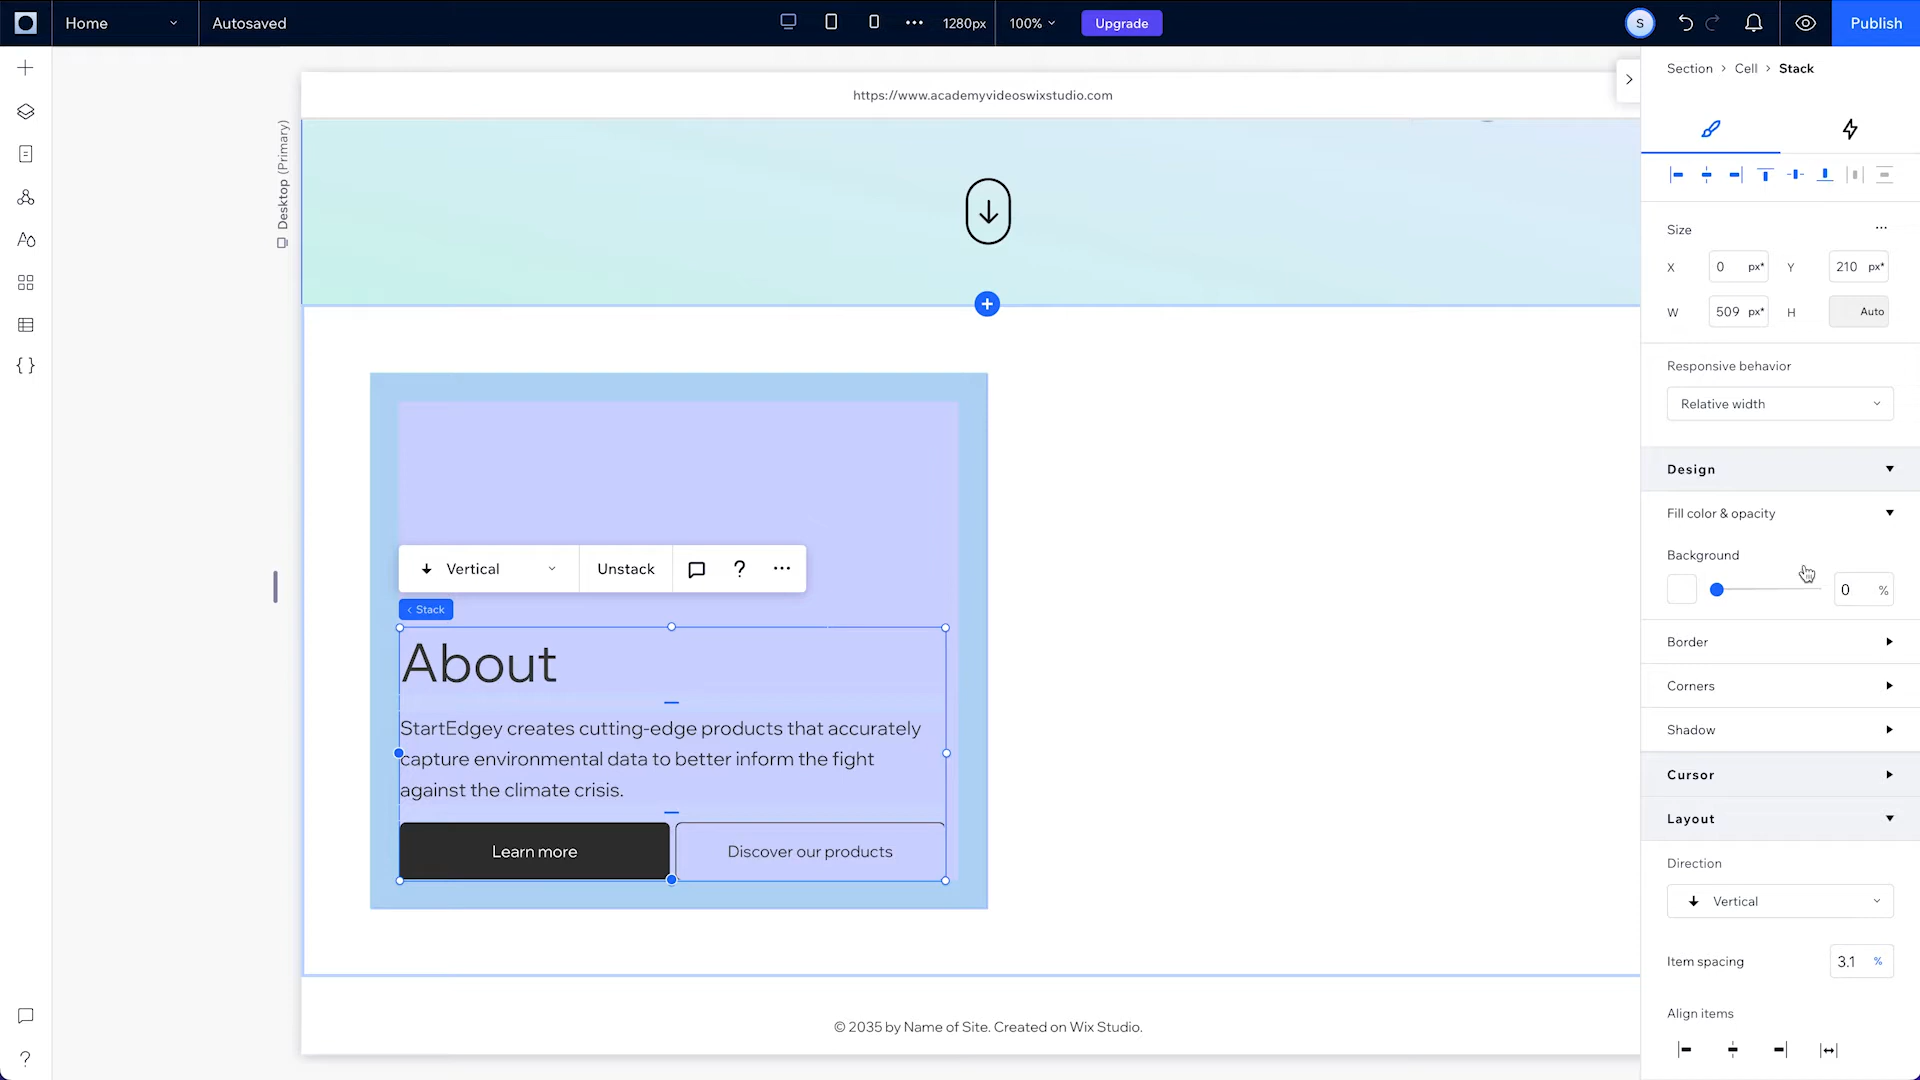 Home
Autosaved
1280px
100%
Upgrade
S
Publish
https://www.academyvideoswixstudio.com
Desktop (Primary)
Vertical
Unstack
?
Stack
About
StartEdgey creates cutting-edge products that accurately
capture environmental data to better inform the fight
against the climate crisis.
Learn more
Discover our products
© 2035 by Name of Site. Created on Wix Studio.
?
Section > Cell > Stack
Size
X 0 px* Y 210 px*
W 509 px* H Auto
Responsive behavior
Relative width
Design
Fill color & opacity
Background
0 %
Border
Corners
Shadow
Cursor
Layout
Direction
Vertical
Item spacing 3.1 %
Align items